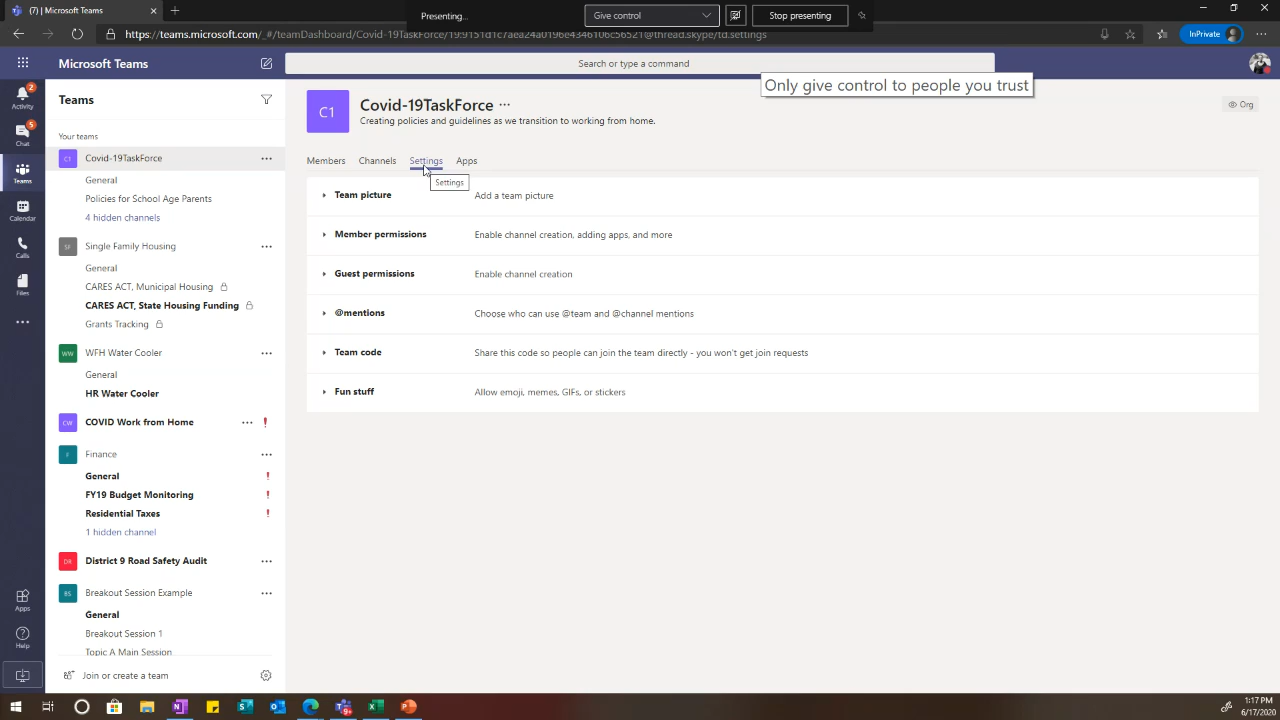 (7) | Microsoft Teams
Presenting...
Give control
Stop presenting
InPrivate
Microsoft Teams
Search or type a command
Only give control to people you trust
Activity
2
Chat
5
Teams
Calendar
Calls
Files
Apps
Help
Teams
Your teams
C1 Covid-19TaskForce
General
Policies for School Age Parents
4 hidden channels
SF Single Family Housing
General
CARES ACT, Municipal Housing
CARES ACT, State Housing Funding
Grants Tracking
WW WFH Water Cooler
General
HR Water Cooler
CW COVID Work from Home
F Finance
General
FY19 Budget Monitoring
Residential Taxes
1 hidden channel
DR District 9 Road Safety Audit
BS Breakout Session Example
General
Breakout Session 1
Topic A Main Session
Join or create a team
C1
Covid-19TaskForce ...
Creating policies and guidelines as we transition to working from home.
Org
Members Channels Settings Apps
Settings
Team picture Add a team picture
Member permissions Enable channel creation, adding apps, and more
Guest permissions Enable channel creation
@mentions Choose who can use @team and @channel mentions
Team code Share this code so people can join the team directly - you won't get join requests
Fun stuff Allow emoji, memes, GIFs, or stickers
1:17 PM
6/17/2020